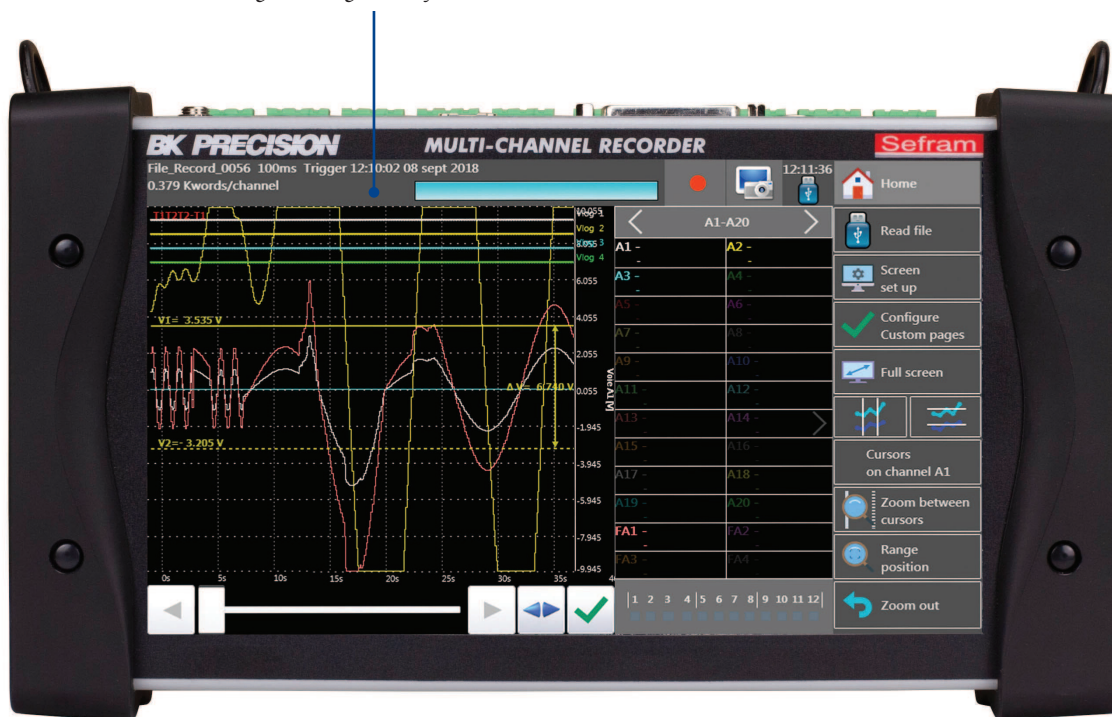 BK PRECISION MULTI-CHANNEL RECORDER Sefram
File_Record_0056 100ms Trigger 12:10:02 08 sept 2018
0.379 Kwords/channel
12:11:36
Home
T1T2T2-T1
Vlog 1
Vlog 2
Vlog 4
6.055
4.055
2.055
0.055
-1.945
-3.945
-5.945
-7.945
-9.945
V1= 3.535 V
Δ V= 6.740 V
V2=- 3.205 V
Voie A1 M
0s 5s 10s 15s 20s 25s 30s 35s
A1-A20
A1 - A2 -
A3 - A4 -
A5 - A6 -
A7 - A8 -
A9 - A10 -
A11 - A12 -
A13 - A14 -
A15 - A16 -
A17 - A18 -
A19 - A20 -
FA1 - FA2 -
FA3 - FA4 -
1 2 3 4 5 6 7 8 9 10 11 12
Read file
Screen
set up
Configure
Custom pages
Full screen
Cursors
on channel A1
Zoom between
cursors
Range
position
Zoom out